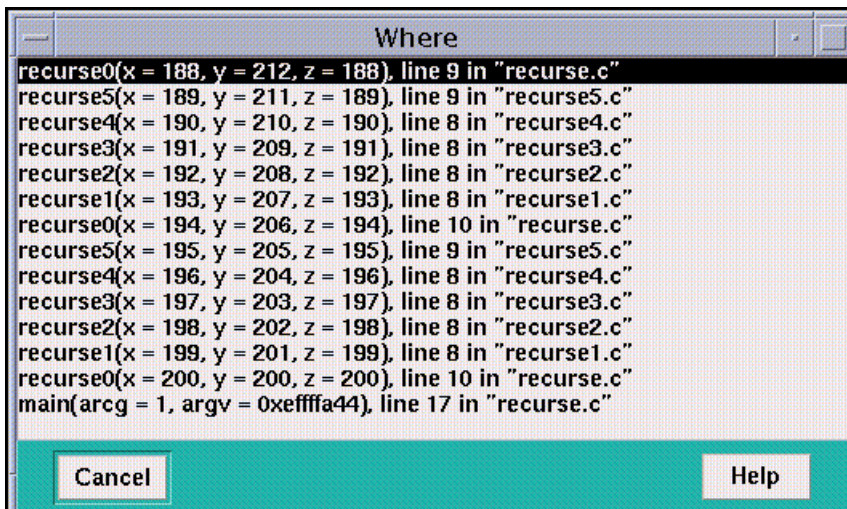 Where
recurse0(x = 188, y = 212, z = 188), line 9 in "recurse.c"
recurse5(x = 189, y = 211, z = 189), line 9 in "recurse5.c"
recurse4(x = 190, y = 210, z = 190), line 8 in "recurse4.c"
recurse3(x = 191, y = 209, z = 191), line 8 in "recurse3.c"
recurse2(x = 192, y = 208, z = 192), line 8 in "recurse2.c"
recurse1(x = 193, y = 207, z = 193), line 8 in "recurse1.c"
recurse0(x = 194, y = 206, z = 194), line 10 in "recurse.c"
recurse5(x = 195, y = 205, z = 195), line 9 in "recurse5.c"
recurse4(x = 196, y = 204, z = 196), line 8 in "recurse4.c"
recurse3(x = 197, y = 203, z = 197), line 8 in "recurse3.c"
recurse2(x = 198, y = 202, z = 198), line 8 in "recurse2.c"
recurse1(x = 199, y = 201, z = 199), line 8 in "recurse1.c"
recurse0(x = 200, y = 200, z = 200), line 10 in "recurse.c"
main(arcg = 1, argv = 0xeffffa44), line 17 in "recurse.c"
Cancel Help